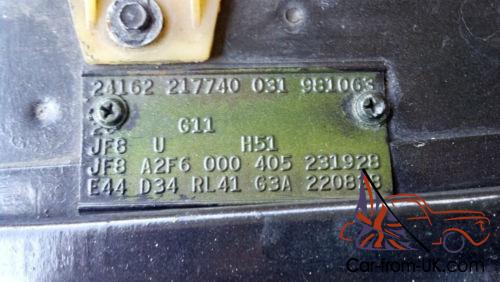 24162 217740 031 981063
G11
JF8 U H51
JF8 A2F6 000 405 231928
E44 D34 RL41 G3A
Car-from-UK.com